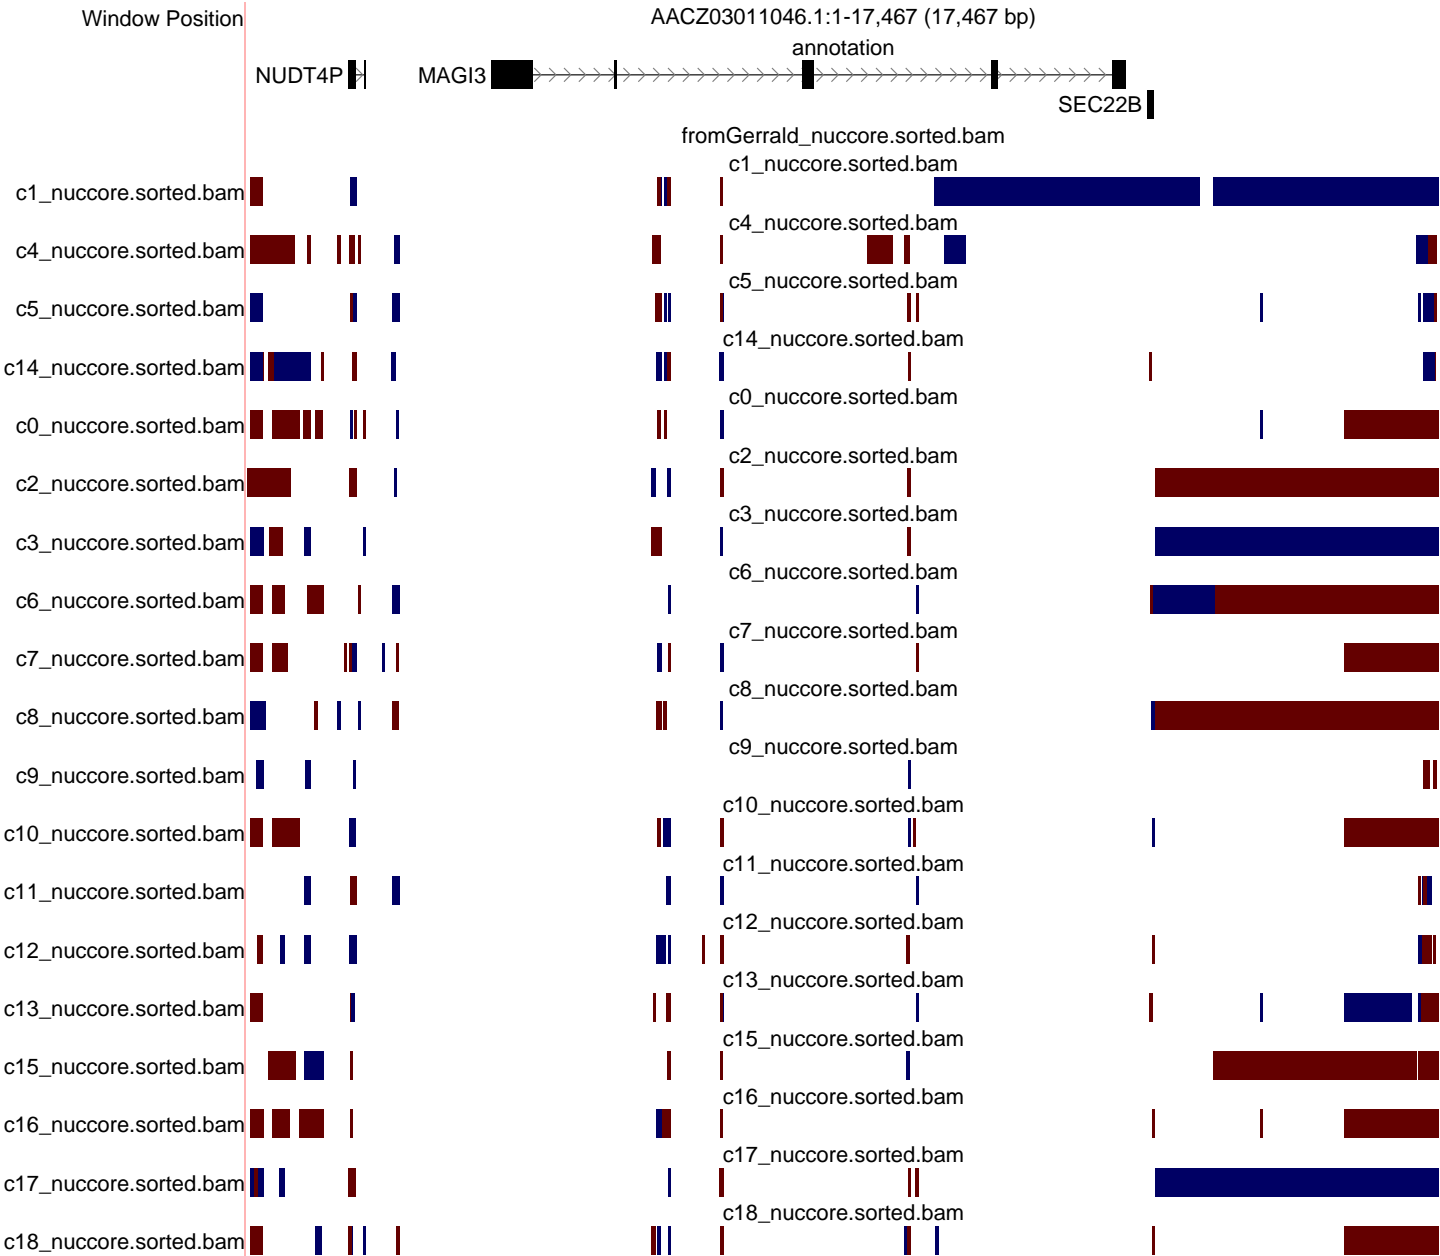 Window Position AACZ03011046.1:1-17,467 (17,467 bp)
annotation
NUDT4P MAGI3
SEC22B
fromGerrald_nuccore.sorted.bam
c1_nuccore.sorted.bam
c1_nuccore.sorted.bam
c4_nuccore.sorted.bam
c4_nuccore.sorted.bam
c5_nuccore.sorted.bam
c5_nuccore.sorted.bam
c14_nuccore.sorted.bam
c14_nuccore.sorted.bam
c0_nuccore.sorted.bam
c0_nuccore.sorted.bam
c2_nuccore.sorted.bam
c2_nuccore.sorted.bam
c3_nuccore.sorted.bam
c3_nuccore.sorted.bam
c6_nuccore.sorted.bam
c6_nuccore.sorted.bam
c7_nuccore.sorted.bam
c7_nuccore.sorted.bam
c8_nuccore.sorted.bam
c8_nuccore.sorted.bam
c9_nuccore.sorted.bam
c9_nuccore.sorted.bam
c10_nuccore.sorted.bam
c10_nuccore.sorted.bam
c11_nuccore.sorted.bam
c11_nuccore.sorted.bam
c12_nuccore.sorted.bam
c12_nuccore.sorted.bam
c13_nuccore.sorted.bam
c13_nuccore.sorted.bam
c15_nuccore.sorted.bam
c15_nuccore.sorted.bam
c16_nuccore.sorted.bam
c16_nuccore.sorted.bam
c17_nuccore.sorted.bam
c17_nuccore.sorted.bam
c18_nuccore.sorted.bam
c18_nuccore.sorted.bam